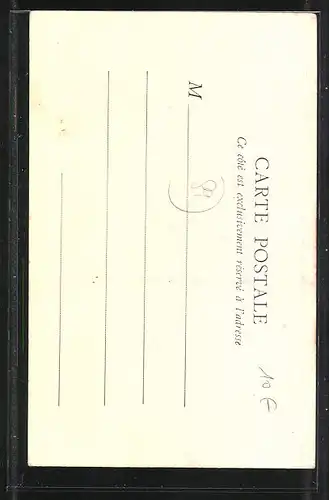 CARTE POSTALE
Ce côté est exclusivement réservé à l'adresse
M
10 €